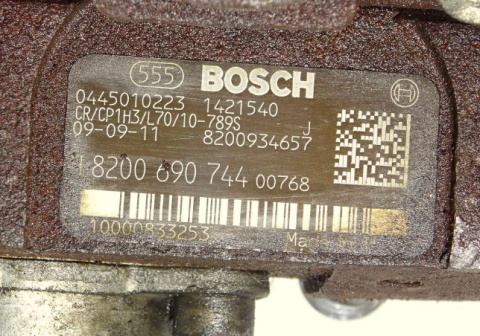 555 BOSCH
0445010223 1421540
CR/CP1H3/L70/10-789S J
09-09-11 8200934657
8200 690 744 00768
10000833253